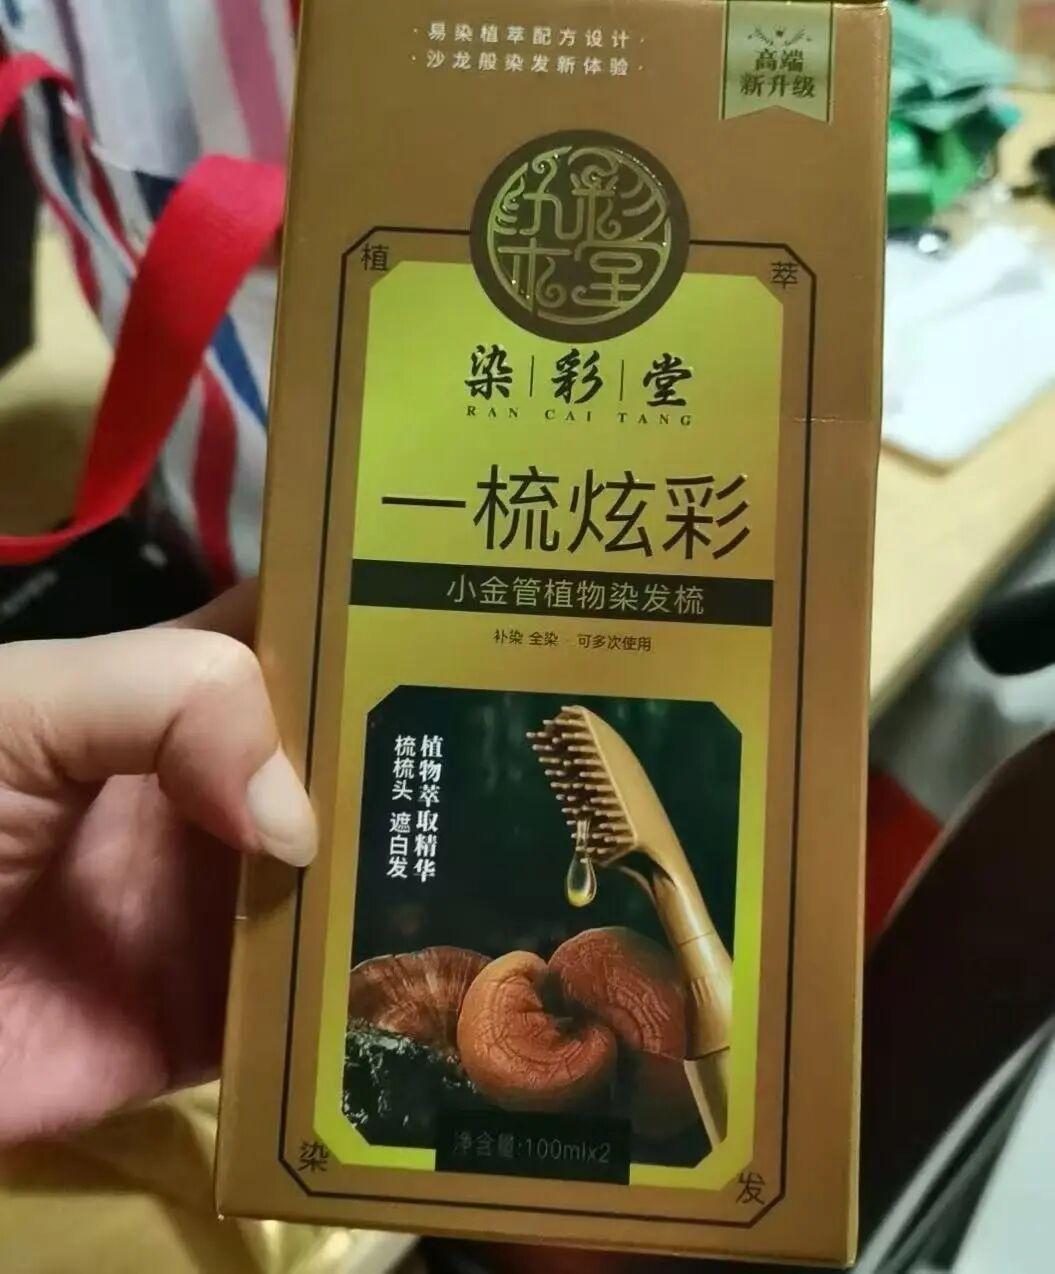 ·易染植萃配方设计·
·沙龙般染发新体验·
高端
新升级
染彩堂
植
萃
染|彩|堂
RAN CAI TANG
一梳炫彩
小金管植物染发梳
补染 全染 · 可多次使用
植物萃取精华
梳梳头 遮白发
净含量:100mlx2
染
发